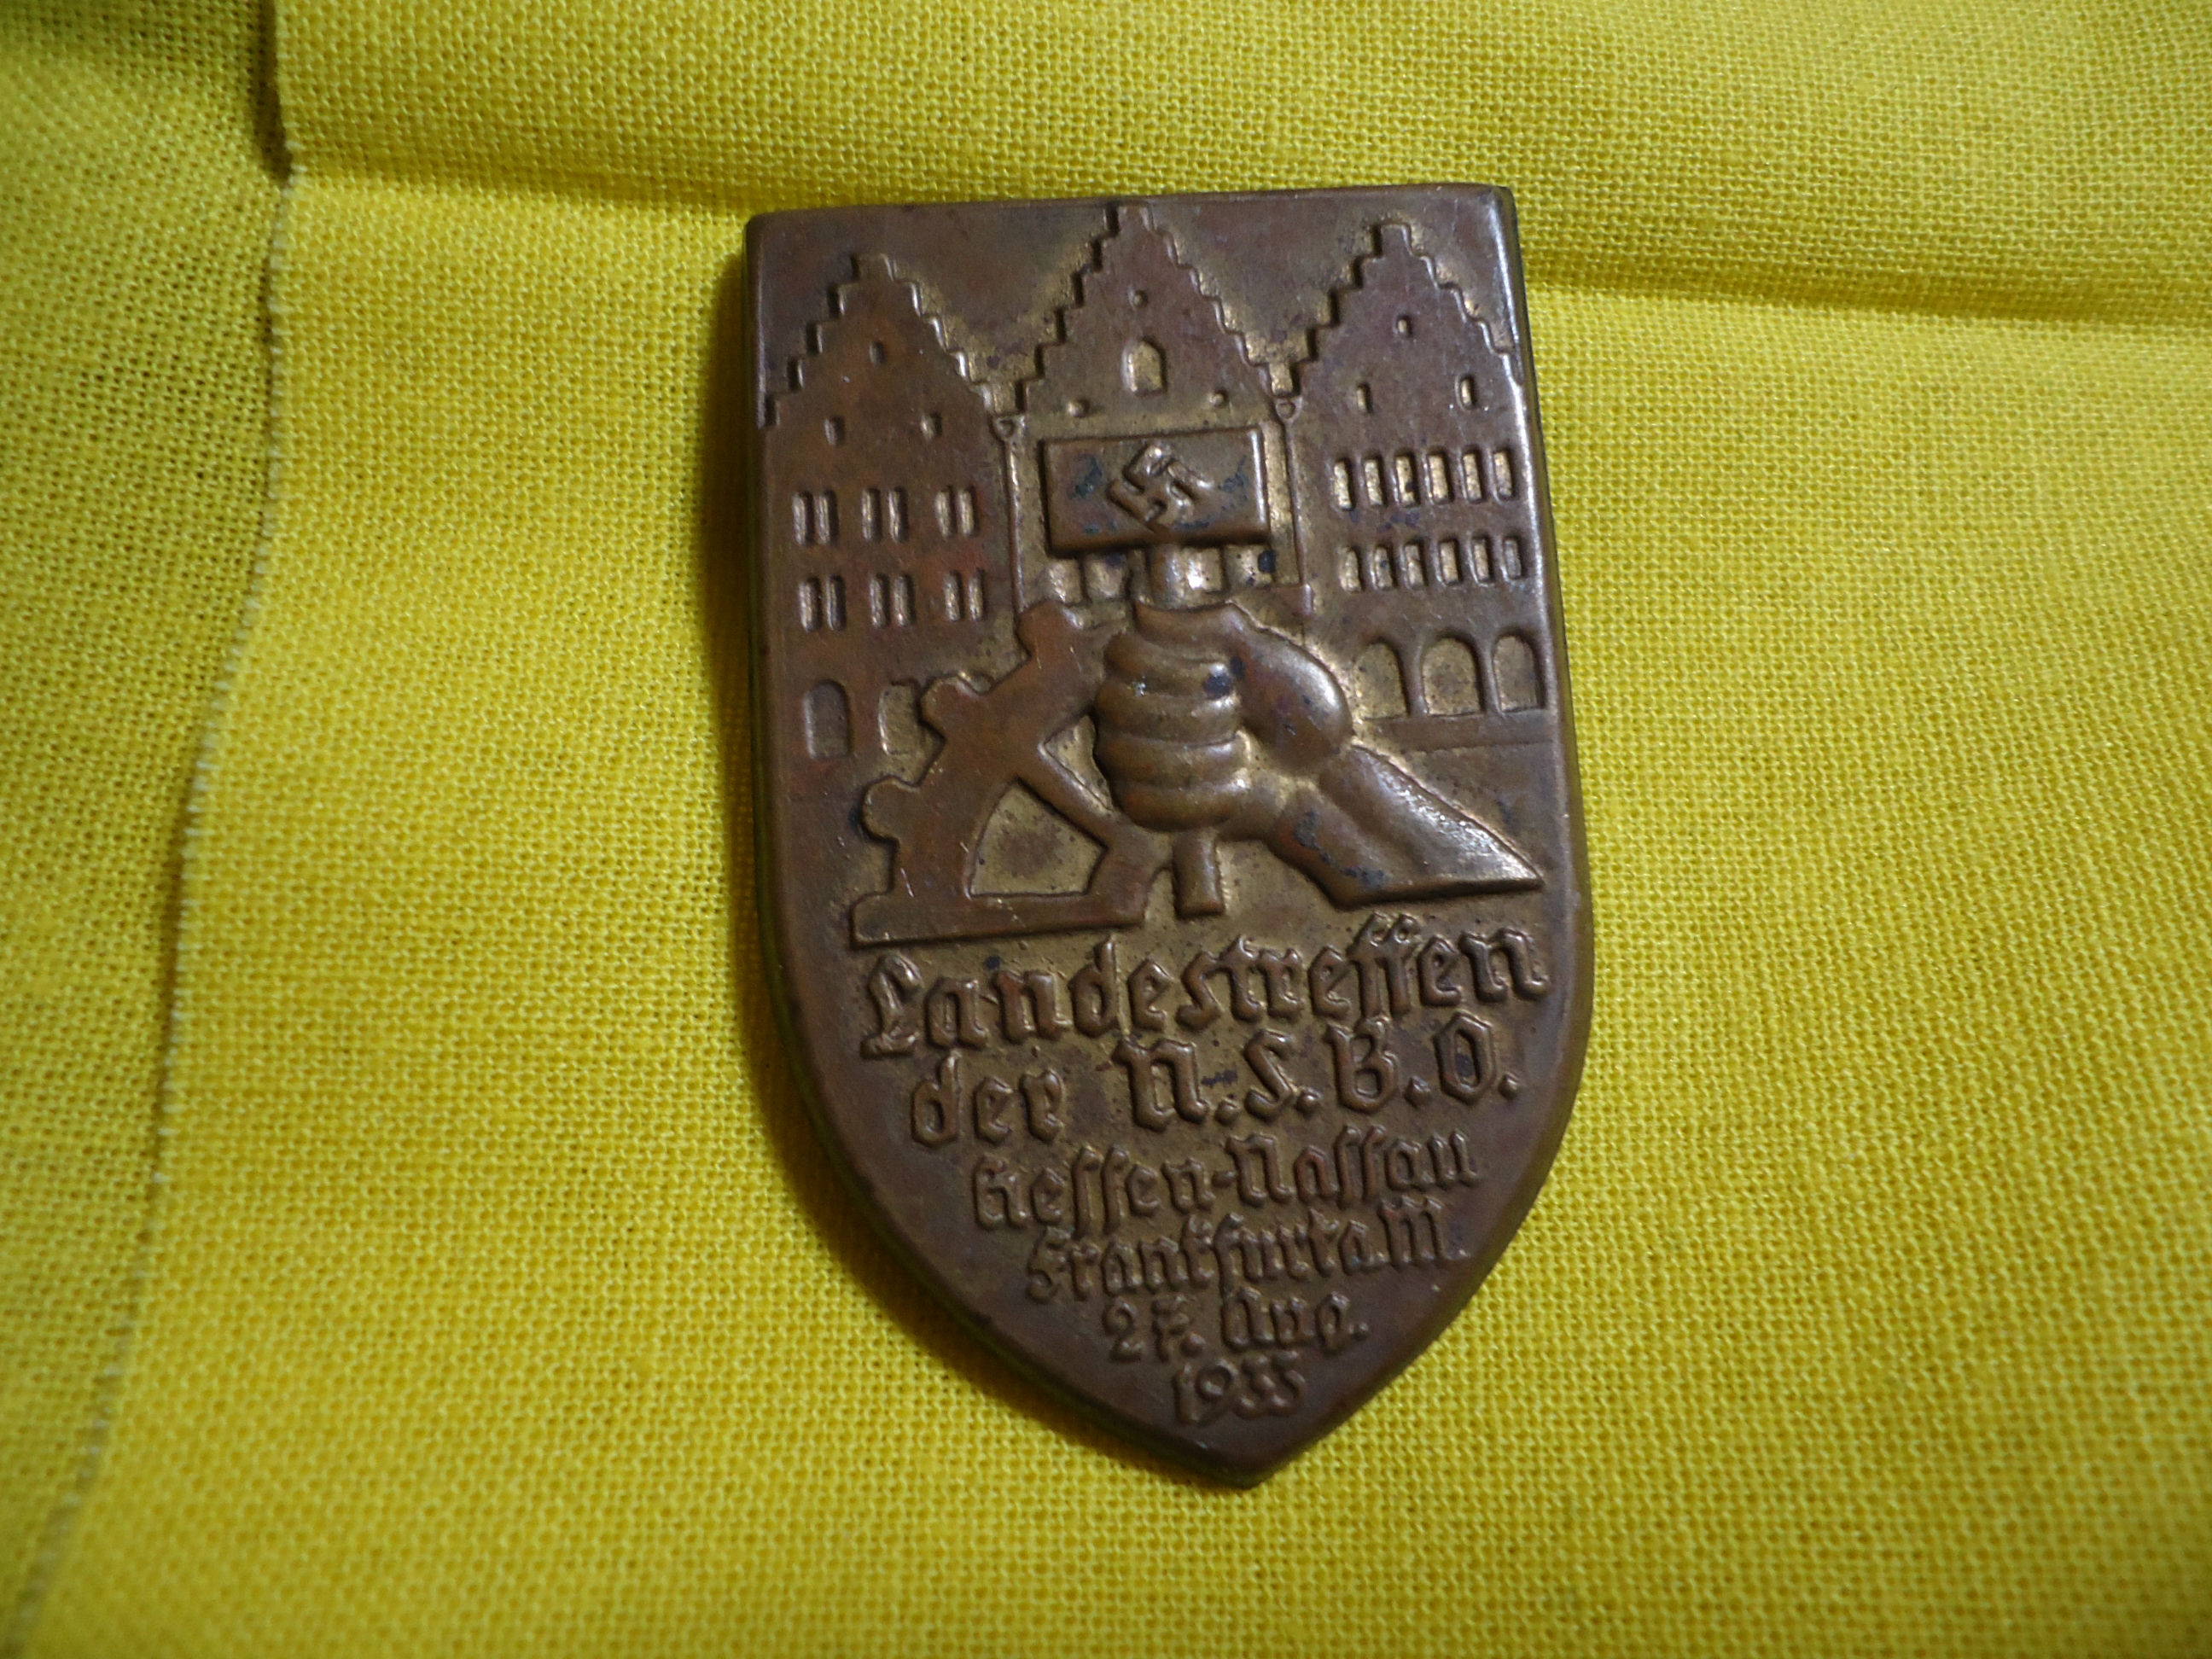 Landestreffen
der N.S.B.O.
Hessen-Nassau
Frankfurt a.M.
27. Aug.
1933